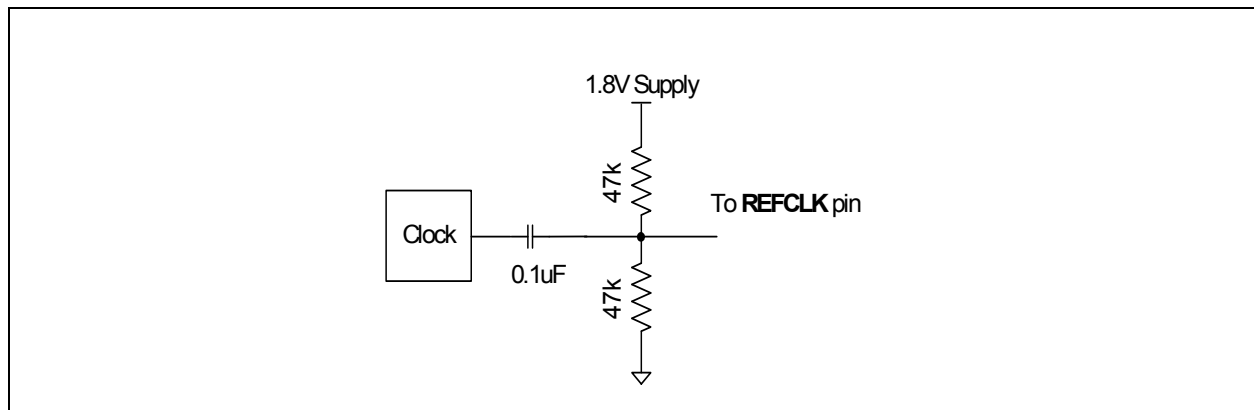 1.8V Supply
47k
To REFCLK pin
Clock
0.1uF
47k